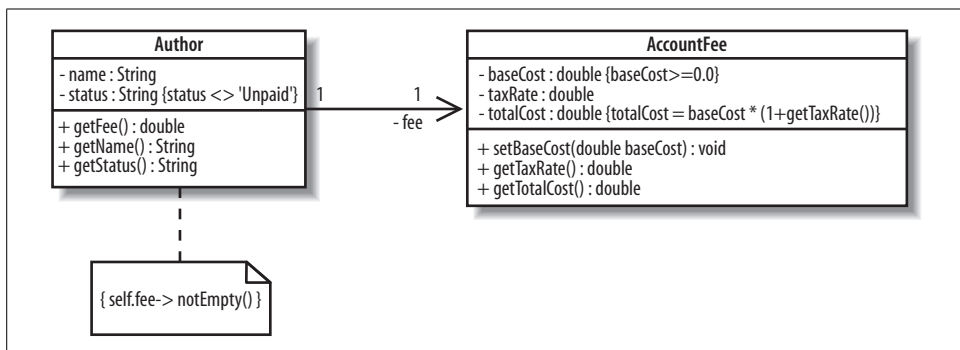 Author
- name : String
- status : String {status <> 'Unpaid'}
+ getFee() : double
+ getName() : String
+ getStatus() : String
1
1
- fee
AccountFee
- baseCost : double {baseCost>=0.0}
- taxRate : double
- totalCost : double {totalCost = baseCost * (1+getTaxRate())}
+ setBaseCost(double baseCost) : void
+ getTaxRate() : double
+ getTotalCost() : double
{ self.fee-> notEmpty() }